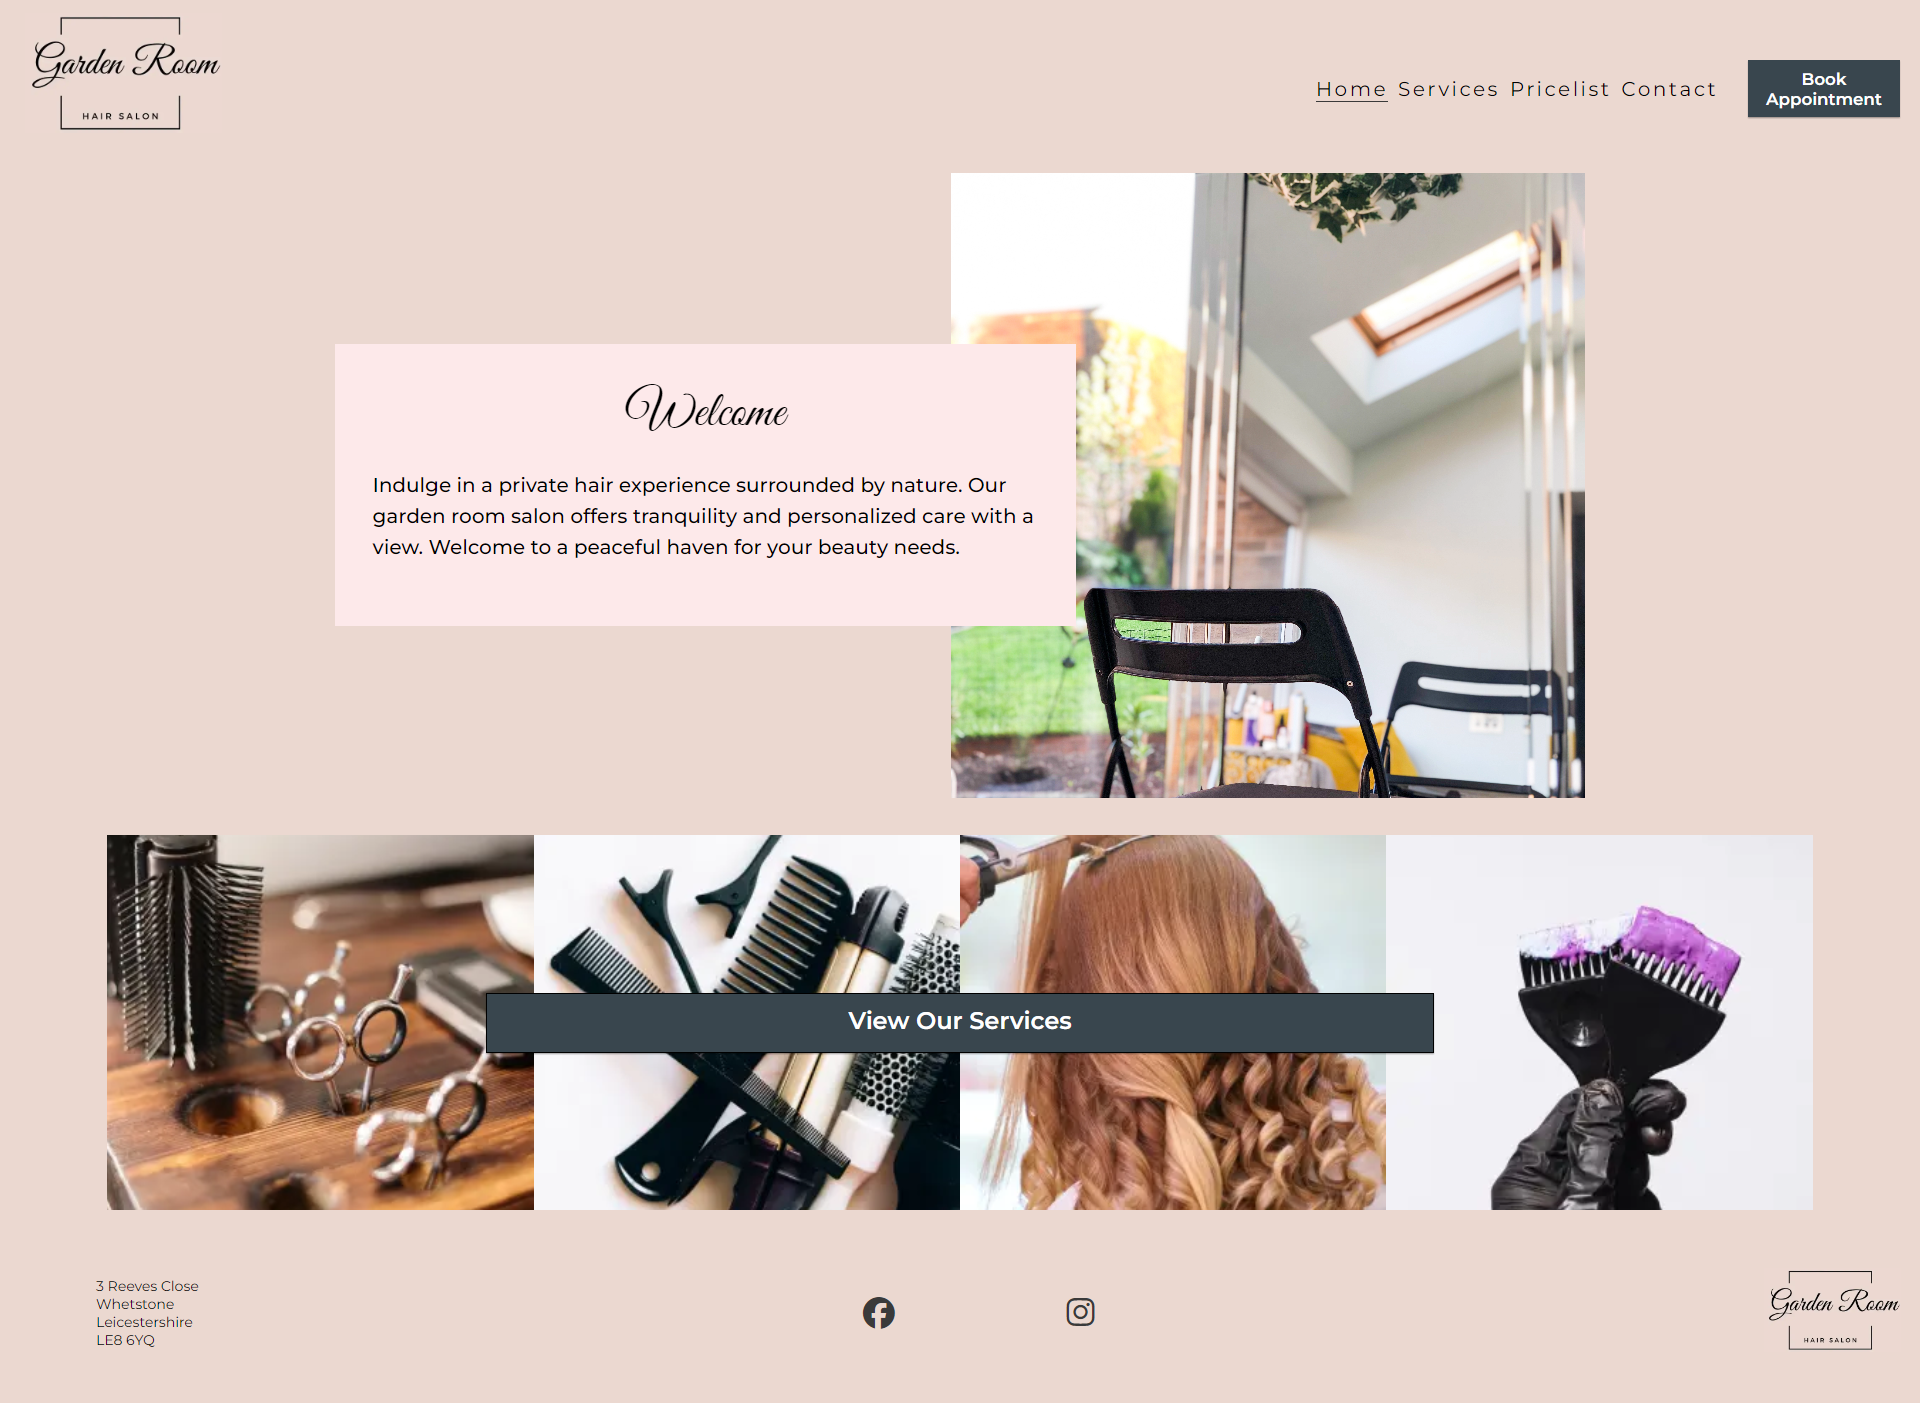 Garden Room
HAIR SALON
Home Services Pricelist Contact
Book
Appointment
Welcome
Indulge in a private hair experience surrounded by nature. Our
garden room salon offers tranquility and personalized care with a
view. Welcome to a peaceful haven for your beauty needs.
View Our Services
3 Reeves Close
Whetstone
Leicestershire
LE8 6YQ
Garden Room
HAIR SALON